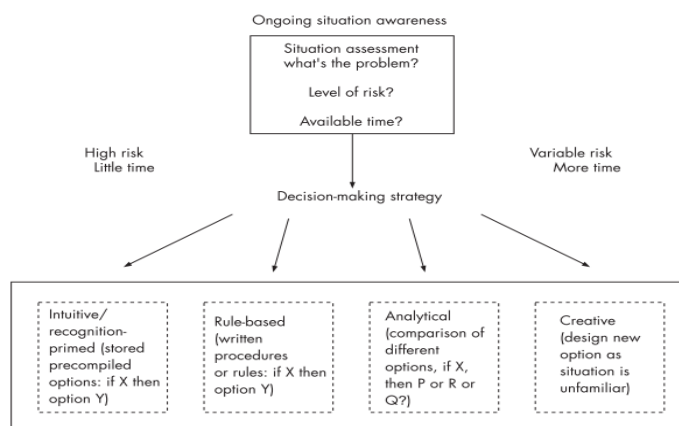 Ongoing situation awareness
Situation assessment
what's the problem?
Level of risk?
Available time?
High risk
Little time
Variable risk
More time
Decision-making strategy
Intuitive/
recognition-
primed (stored
precompiled
options: if X then
option Y)
Rule-based
(written
procedures
or rules: if X then
option Y)
Analytical
(comparison of
different
options, if X,
then P or R or
Q?)
Creative
(design new
option as
situation is
unfamiliar)